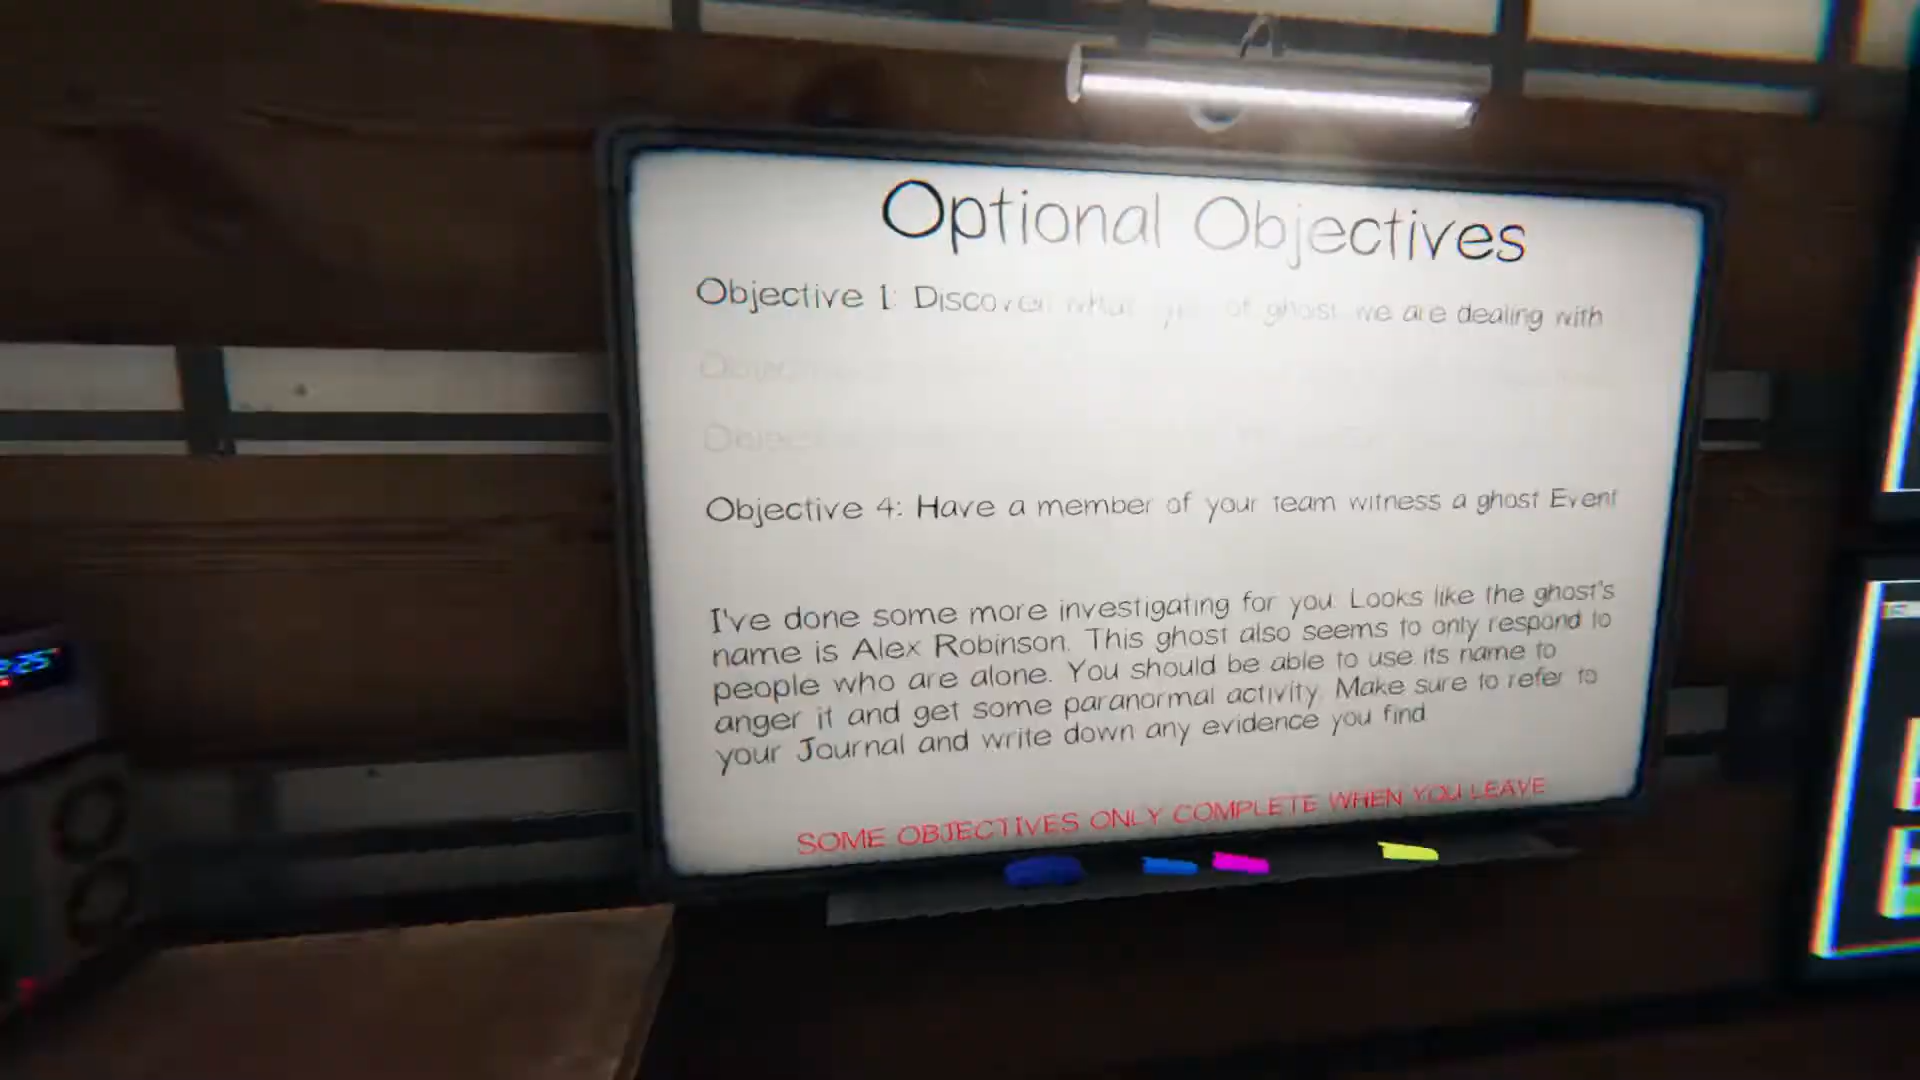 Optional Objectives
Objective 1: Discover what type of ghost we are dealing with
Objective 4: Have a member of your team witness a ghost Event
I've done some more investigating for you. Looks like the ghost's
name is Alex Robinson. This ghost also seems to only respond to
people who are alone. You should be able to use its name to
anger it and get some paranormal activity. Make sure to refer to
your Journal and write down any evidence you find.
SOME OBJECTIVES ONLY COMPLETE WHEN YOU LEAVE